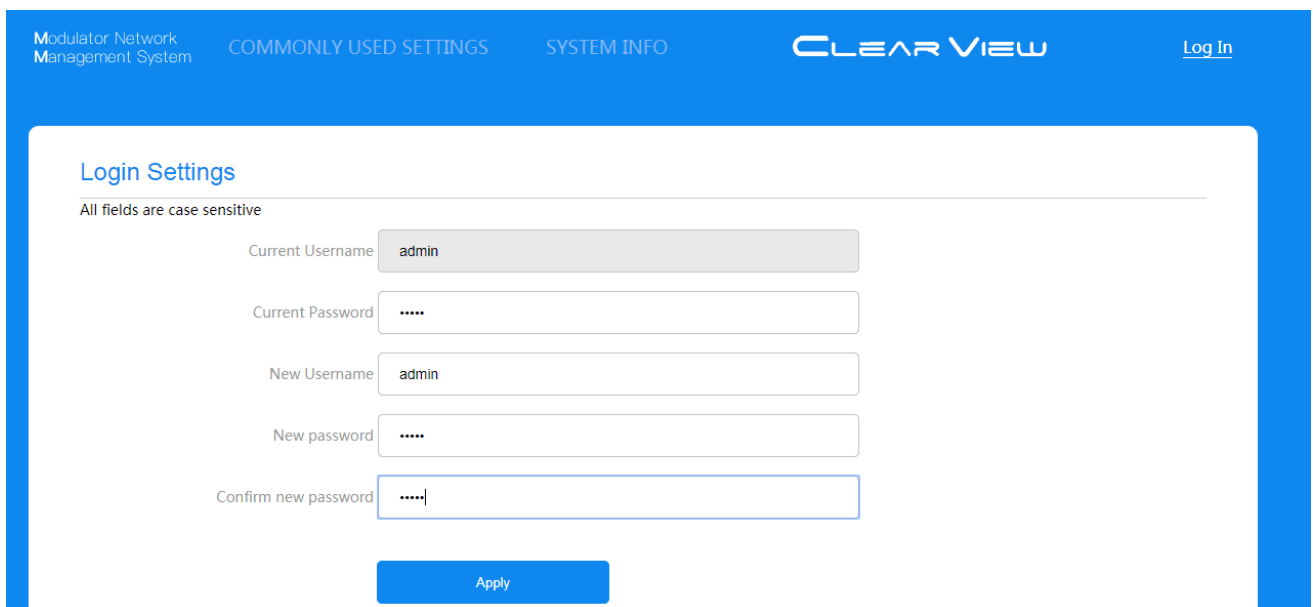 Modulator Network
Management System
COMMONLY USED SETTINGS
SYSTEM INFO
CLEAR VIEW
Log In
Login Settings
All fields are case sensitive
Current Username admin
Current Password •••••
New Username admin
New password •••••
Confirm new password •••••
Apply